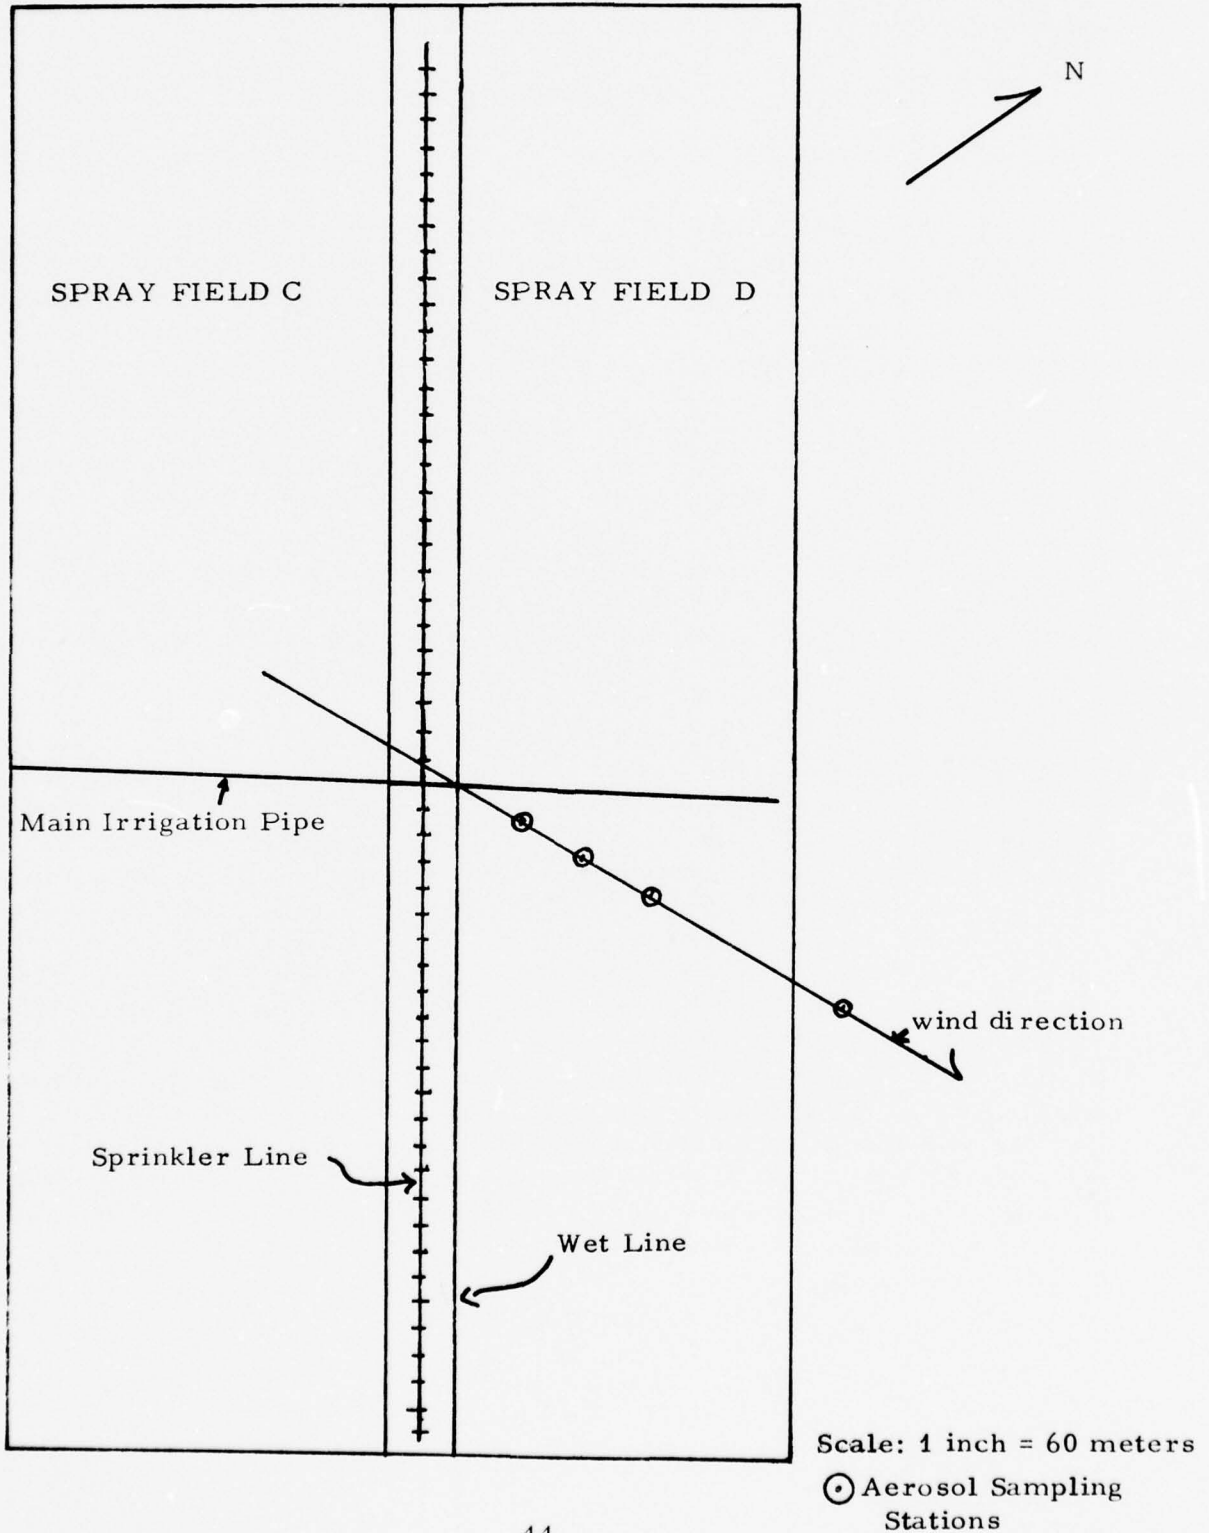 N
SPRAY FIELD C
SPRAY FIELD D
Main Irrigation Pipe
wind direction
Sprinkler Line
Wet Line
Scale: 1 inch = 60 meters
Aerosol Sampling
Stations